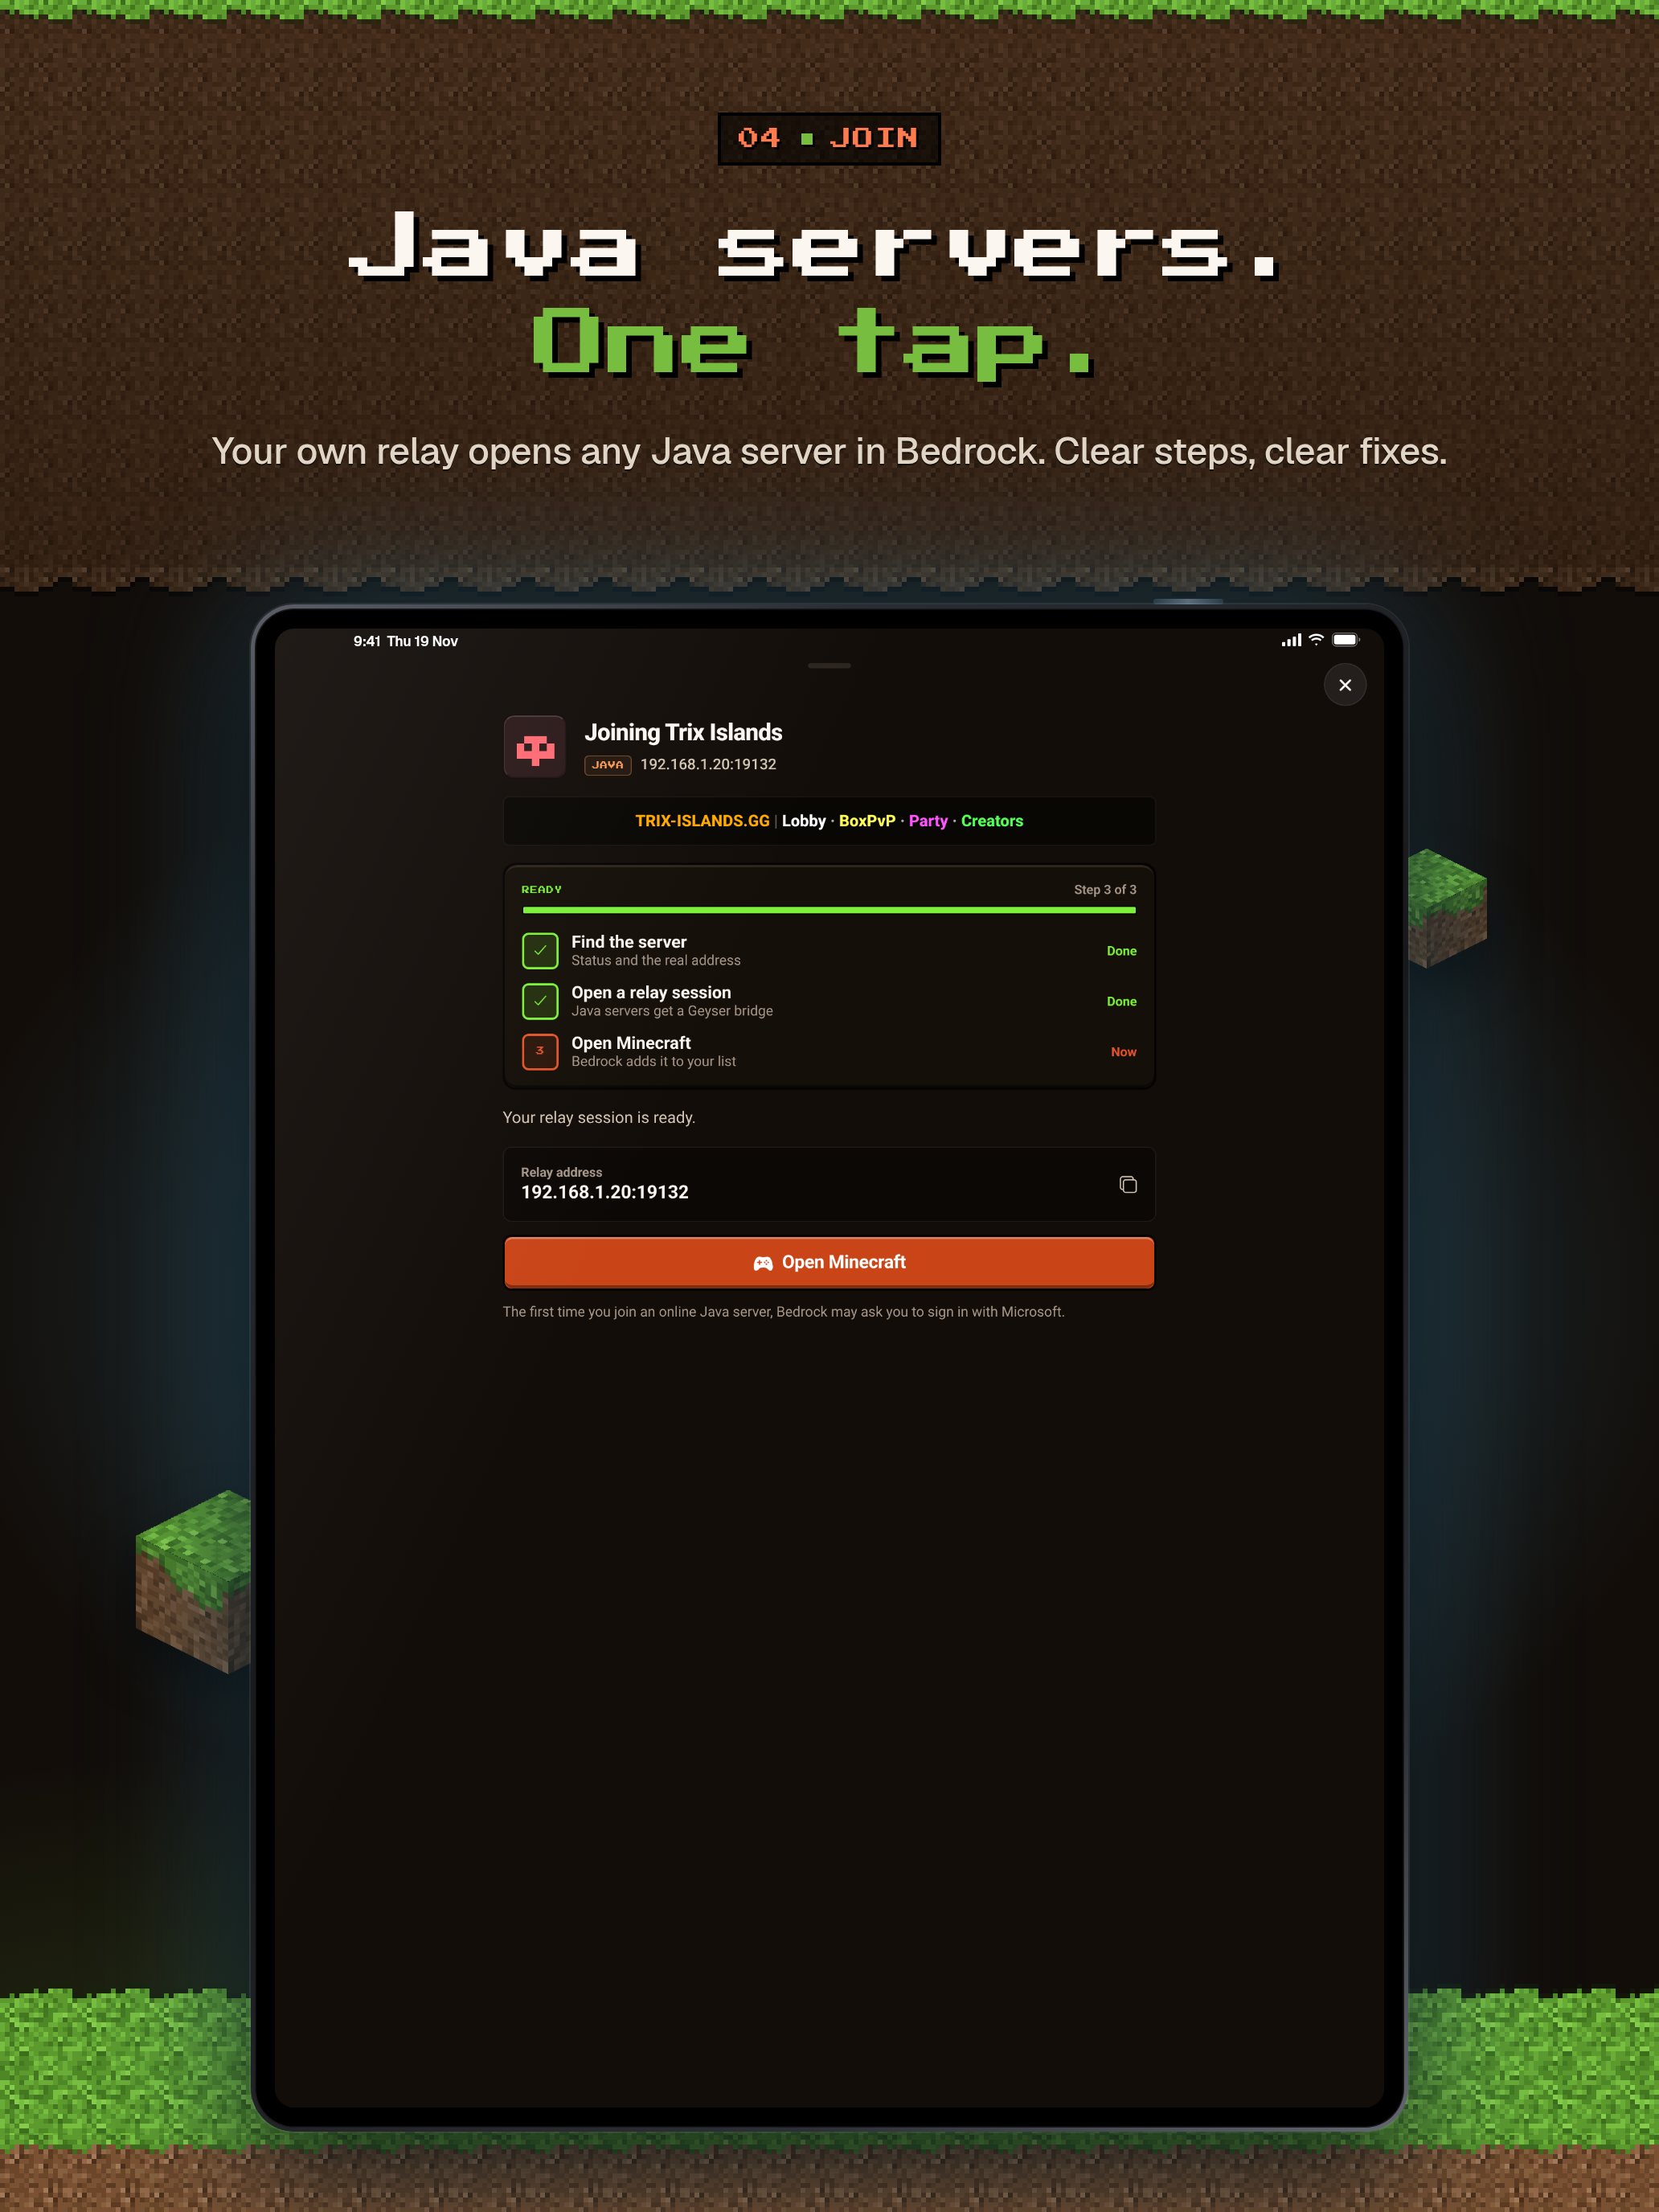 04 ▪ JOIN
Java servers.
One tap.
Your own relay opens any Java server in Bedrock. Clear steps, clear fixes.
9:41 Thu 19 Nov
Joining Trix Islands
JAVA 192.168.1.20:19132
TRIX-ISLANDS.GG | Lobby · BoxPvP · Party · Creators
READY Step 3 of 3
Find the server
Status and the real address
Done
Open a relay session
Java servers get a Geyser bridge
Done
3
Open Minecraft
Bedrock adds it to your list
Now
Your relay session is ready.
Relay address
192.168.1.20:19132
Open Minecraft
The first time you join an online Java server, Bedrock may ask you to sign in with Microsoft.